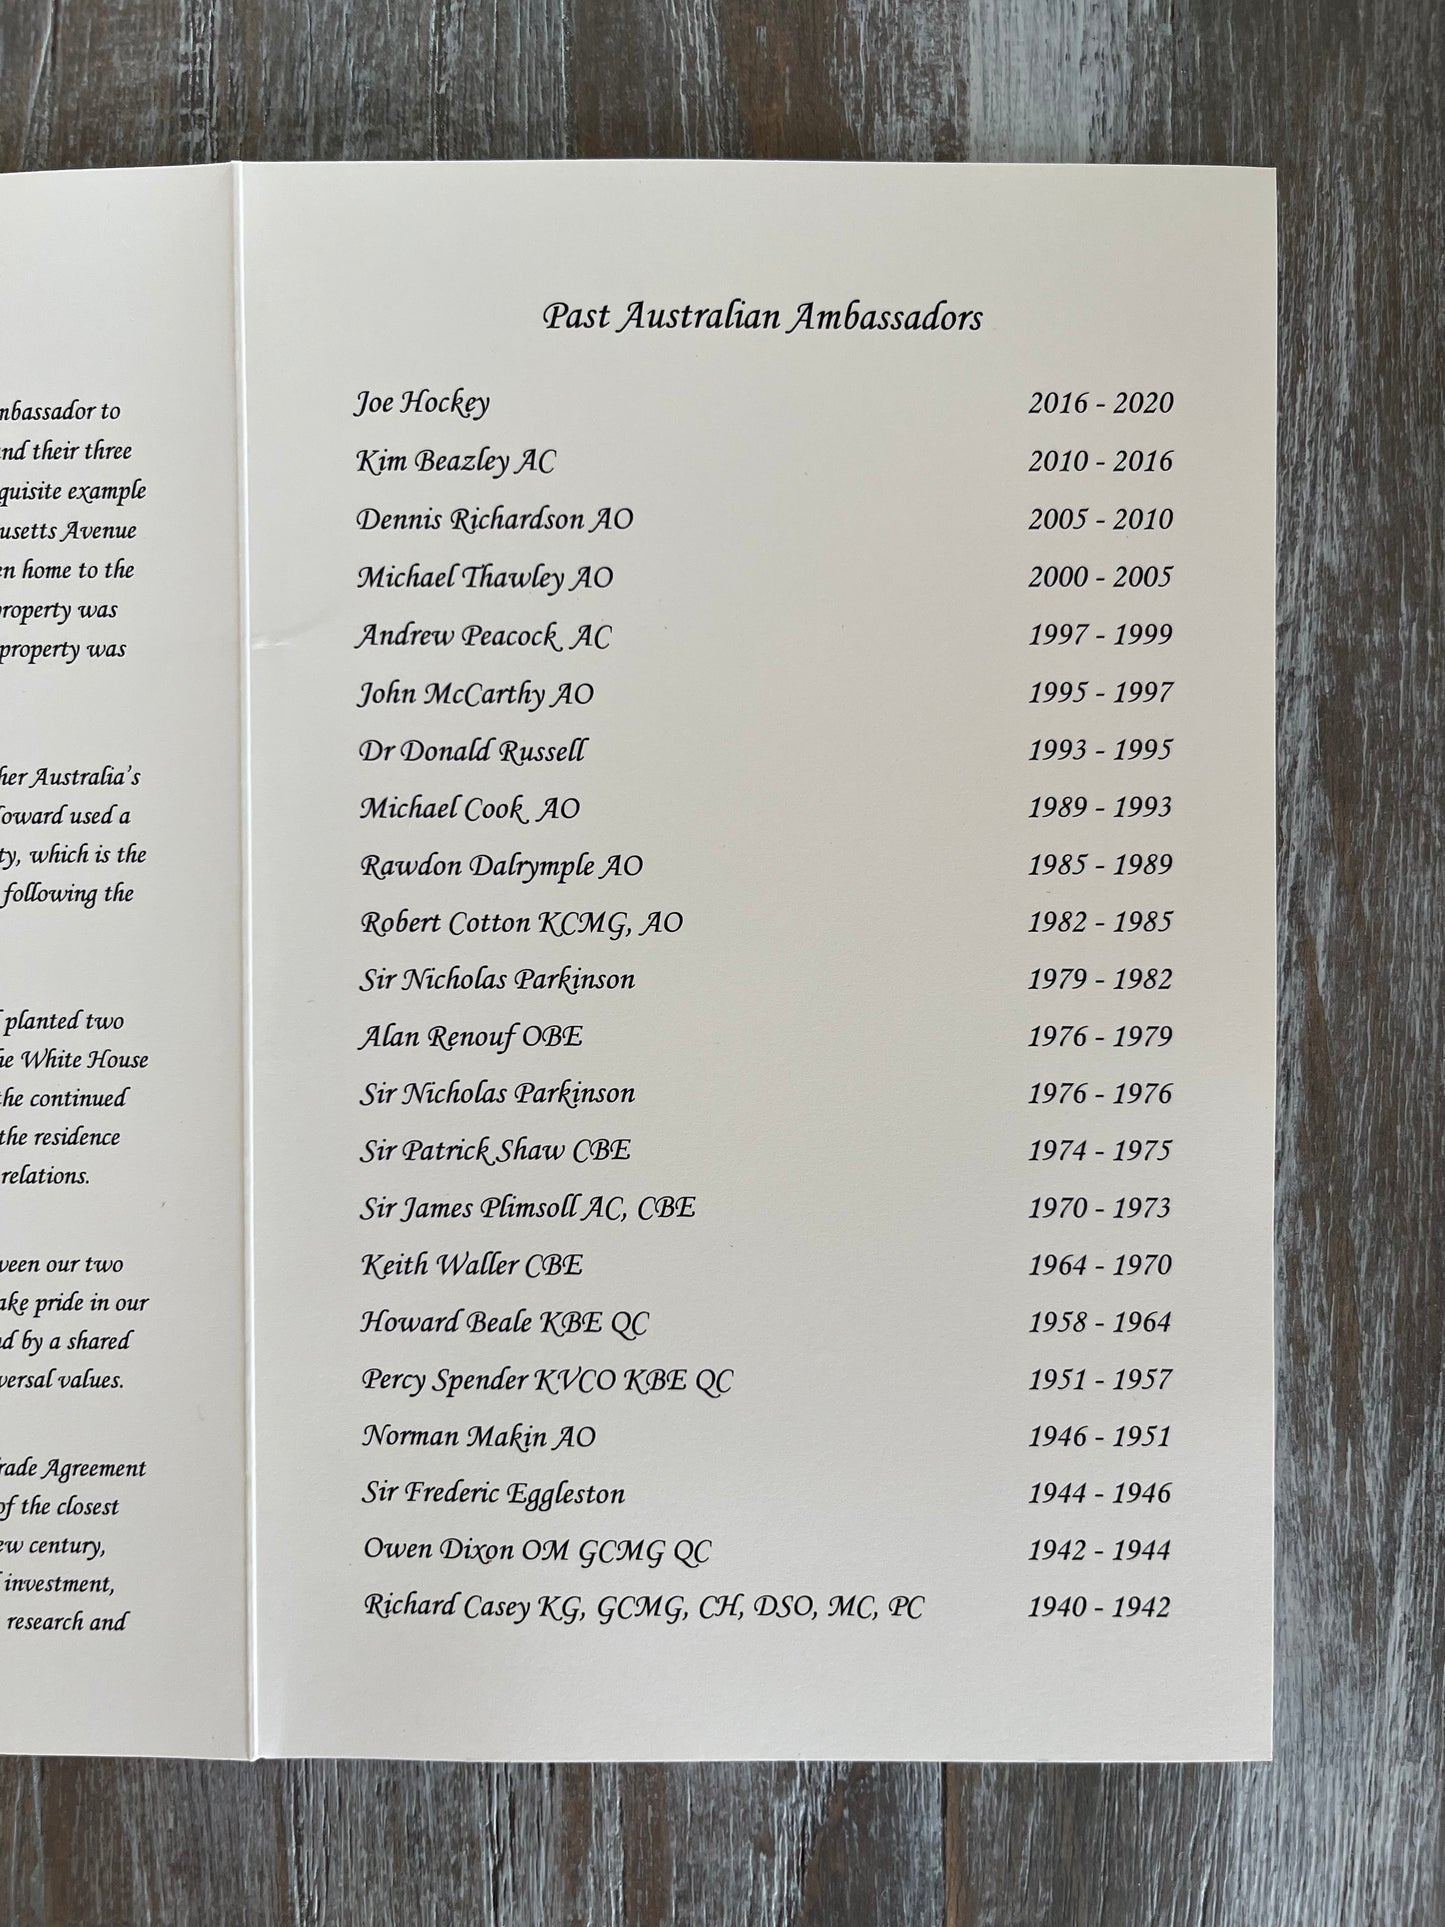 mbassador to
nd their three
quisite example
usetts Avenue
en home to the
property was
property was
her Australia's
oward used a
ty, which is the
following the
planted two
he White House
the continued
the residence
relations.
ween our two
ake pride in our
nd by a shared
versal values.
rade Agreement
of the closest
ew century,
investment,
research and
Past Australian Ambassadors
Joe Hockey 2016 - 2020
Kim Beazley AC 2010 - 2016
Dennis Richardson AO 2005 - 2010
Michael Thawley AO 2000 - 2005
Andrew Peacock AC 1997 - 1999
John McCarthy AO 1995 - 1997
Dr Donald Russell 1993 - 1995
Michael Cook AO 1989 - 1993
Rawdon Dalrymple AO 1985 - 1989
Robert Cotton KCMG, AO 1982 - 1985
Sir Nicholas Parkinson 1979 - 1982
Alan Renouf OBE 1976 - 1979
Sir Nicholas Parkinson 1976 - 1976
Sir Patrick Shaw CBE 1974 - 1975
Sir James Plimsoll AC, CBE 1970 - 1973
Keith Waller CBE 1964 - 1970
Howard Beale KBE QC 1958 - 1964
Percy Spender KVCO KBE QC 1951 - 1957
Norman Makin AO 1946 - 1951
Sir Frederic Eggleston 1944 - 1946
Owen Dixon OM GCMG QC 1942 - 1944
Richard Casey KG, GCMG, CH, DSO, MC, PC 1940 - 1942